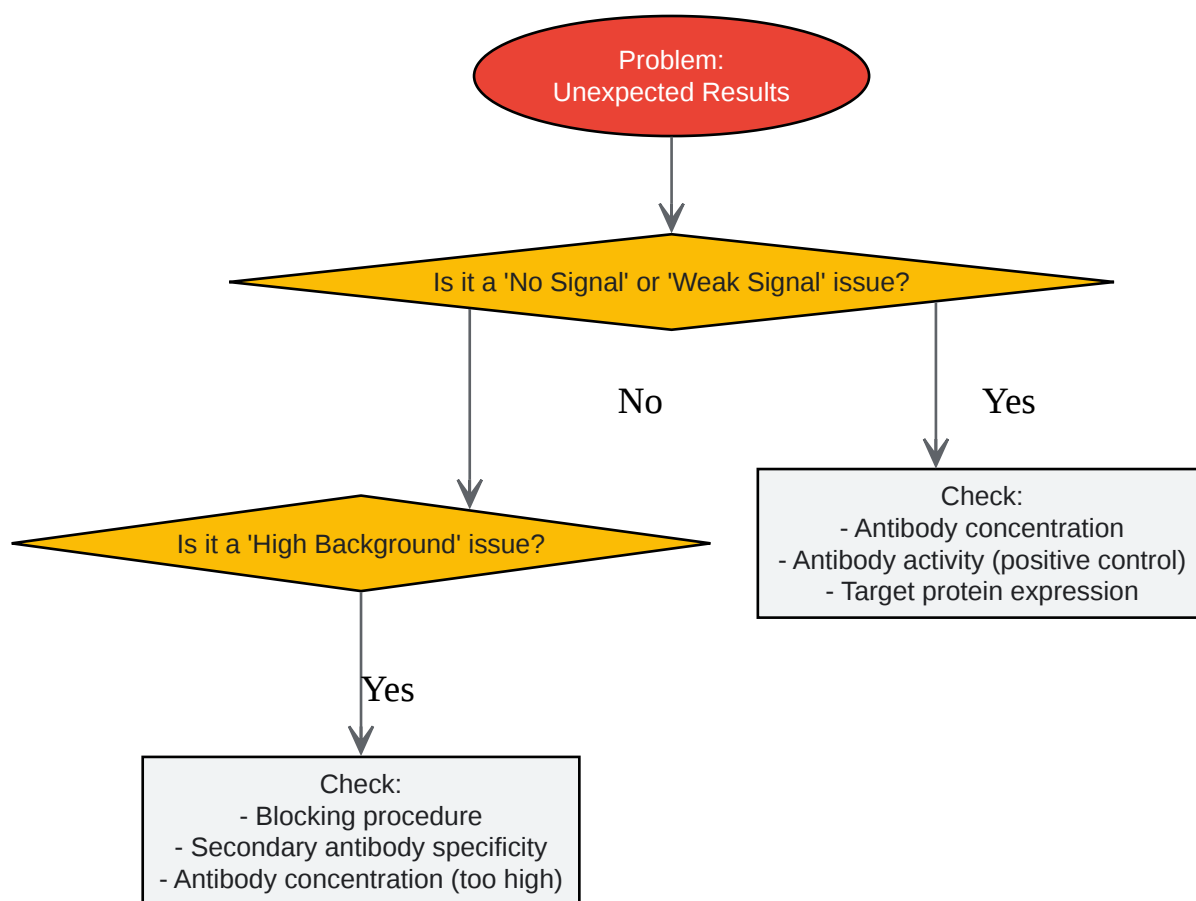 Problem:
Unexpected Results
Is it a 'No Signal' or 'Weak Signal' issue?
No
Yes
Check:
- Antibody concentration
- Antibody activity (positive control)
- Target protein expression
Is it a 'High Background' issue?
Yes
Check:
- Blocking procedure
- Secondary antibody specificity
- Antibody concentration (too high)